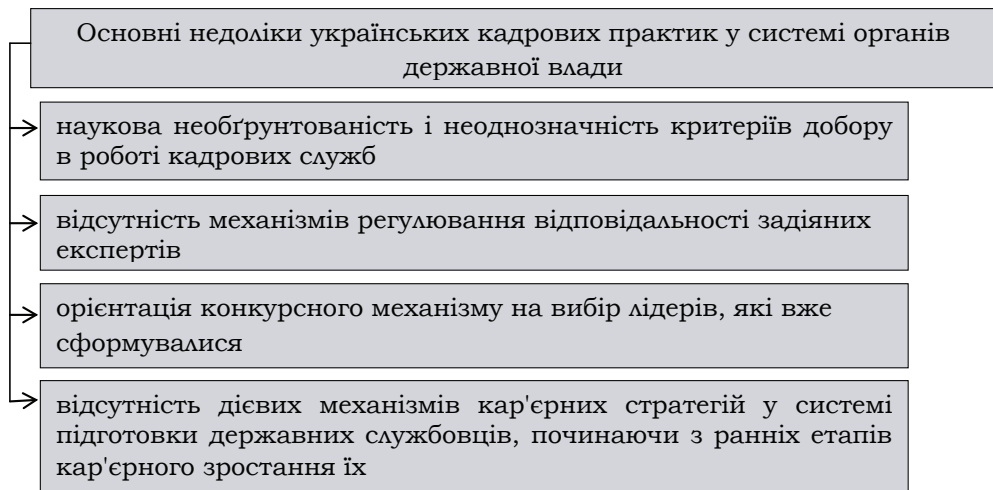 Основні недоліки українських кадрових практик у системі органів
державної влади
наукова необґрунтованість і неоднозначність критеріїв добору
в роботі кадрових служб
відсутність механізмів регулювання відповідальності задіяних
експертів
орієнтація конкурсного механізму на вибір лідерів, які вже
сформувалися
відсутність дієвих механізмів кар'єрних стратегій у системі
підготовки державних службовців, починаючи з ранніх етапів
кар'єрного зростання їх